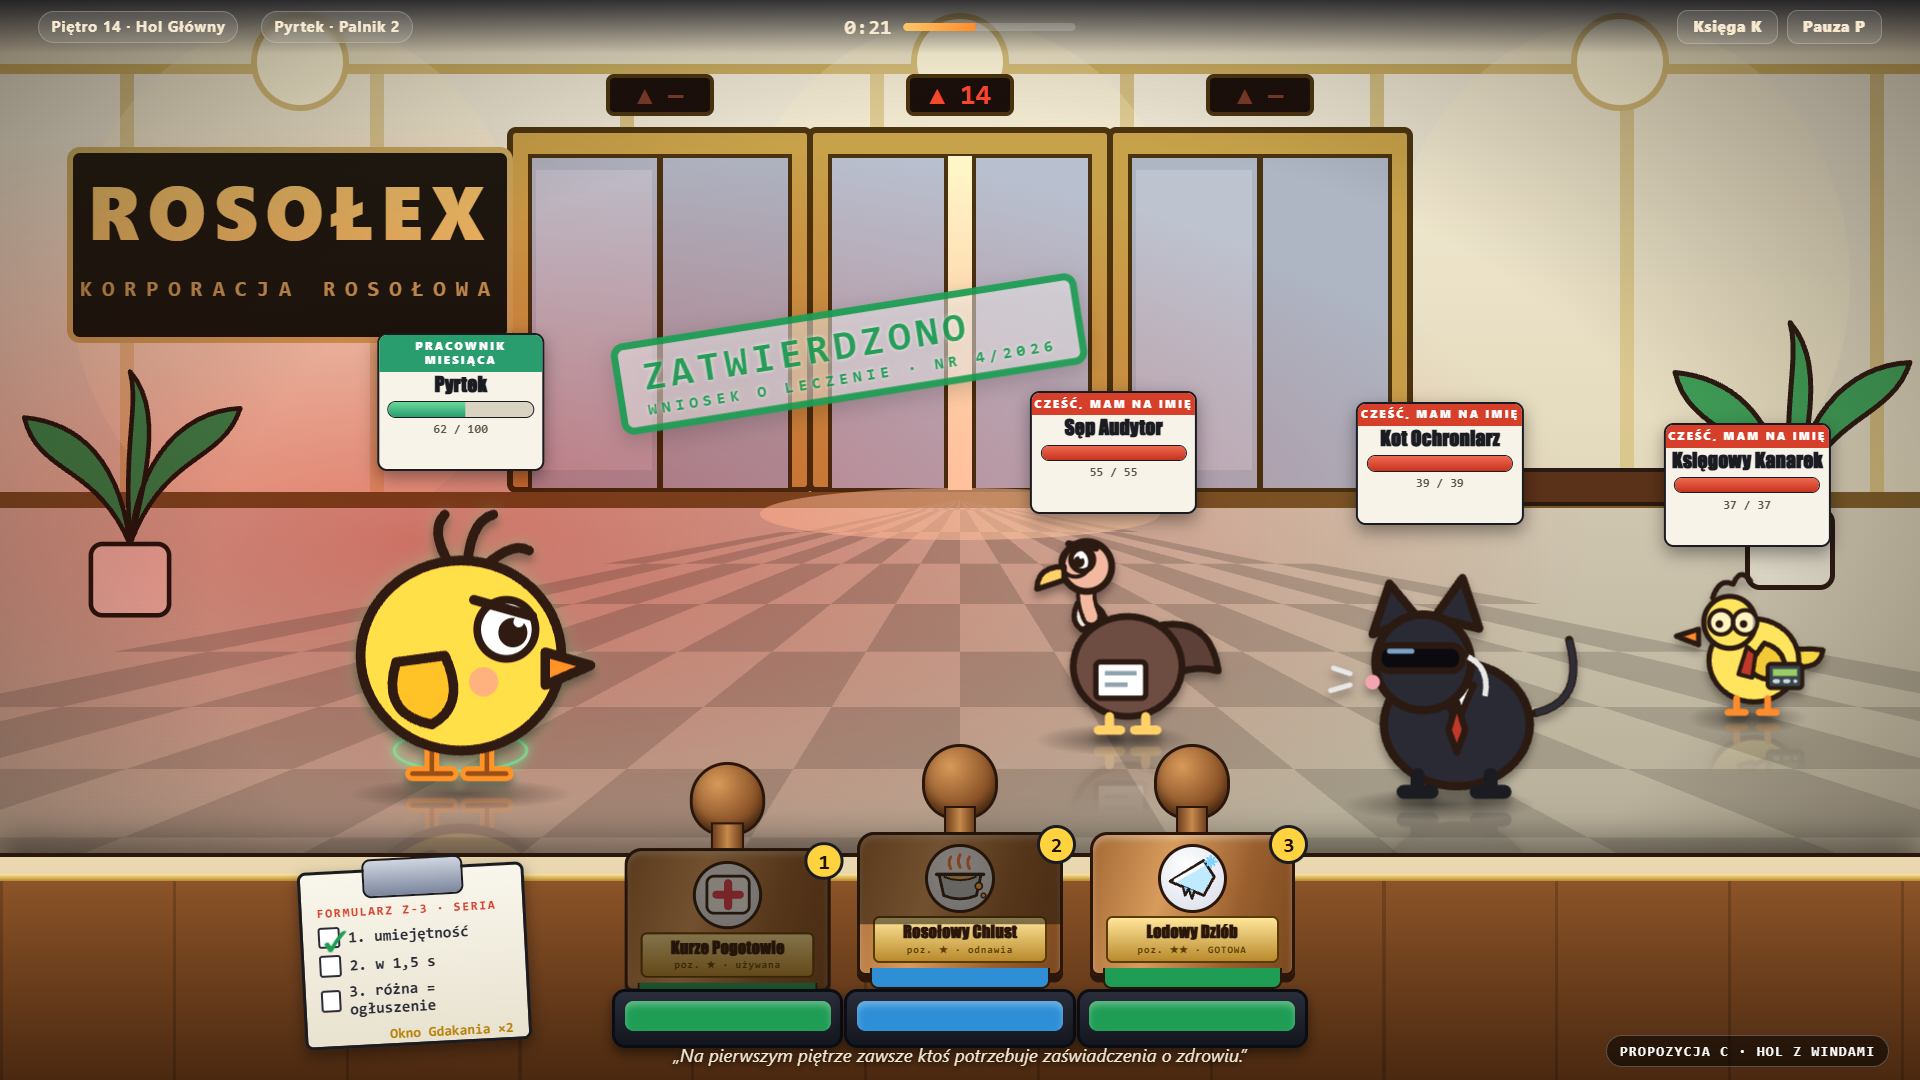 Piętro 14 · Hol Główny
Pyrtek · Palnik 2
0:21
Księga K
Pauza P
▲ —
▲ 14
▲ —
ROSOŁEX
KORPORACJA ROSOŁOWA
PRACOWNIK
MIESIĄCA
Pyrtek
62 / 100
ZATWIERDZONO
WNIOSEK O LECZENIE · NR 4/2026
CZEŚĆ, MAM NA IMIĘ
Sęp Audytor
55 / 55
CZEŚĆ, MAM NA IMIĘ
Kot Ochroniarz
39 / 39
CZEŚĆ, MAM NA IMIĘ
Księgowy Kanarek
37 / 37
FORMULARZ Z-3 · SERIA
1. umiejętność
2. w 1,5 s
3. różna =
ogłuszenie
Okno Gdakania ×2
1
Kurze Pogotowie
poz. ★ · używana
2
Rosołowy Chlust
poz. ★ · odnawia
3
Lodowy Dziób
poz. ★★ · GOTOWA
„Na pierwszym piętrze zawsze ktoś potrzebuje zaświadczenia o zdrowiu.”
PROPOZYCJA C · HOL Z WINDAMI